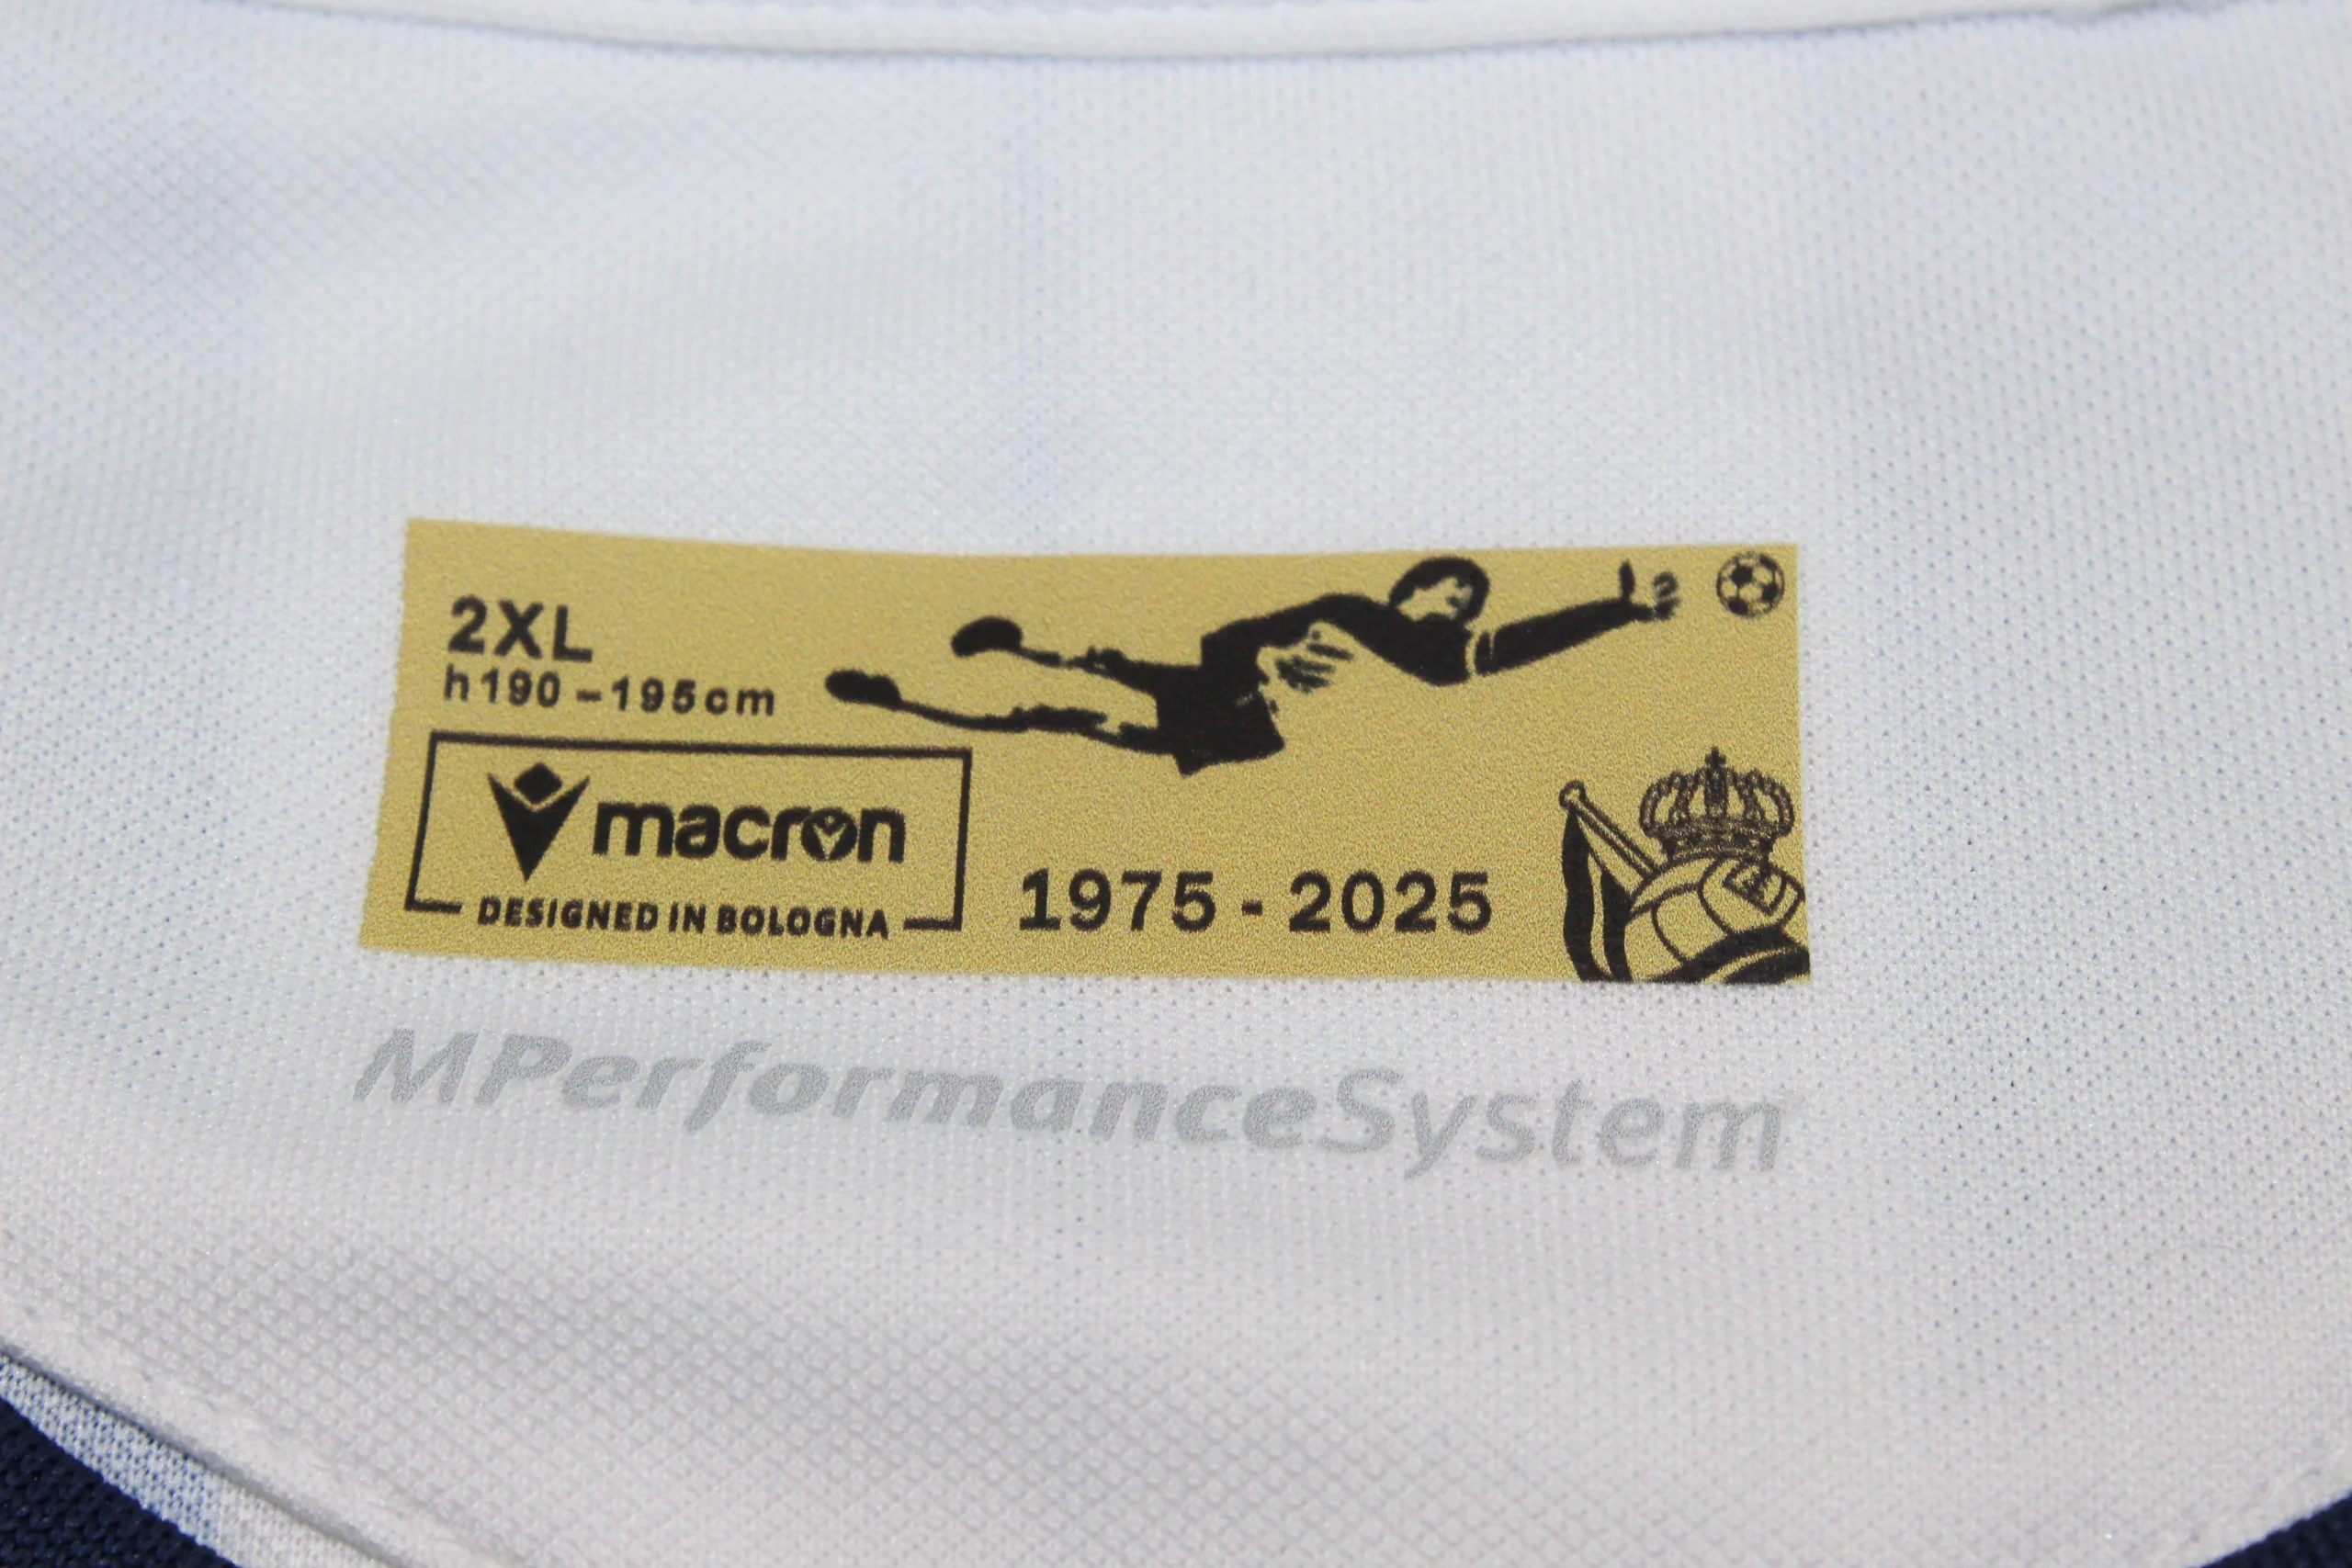 2XL
h190-195cm
macron
DESIGNED IN BOLOGNA
1975 - 2025
MPerformanceSystem